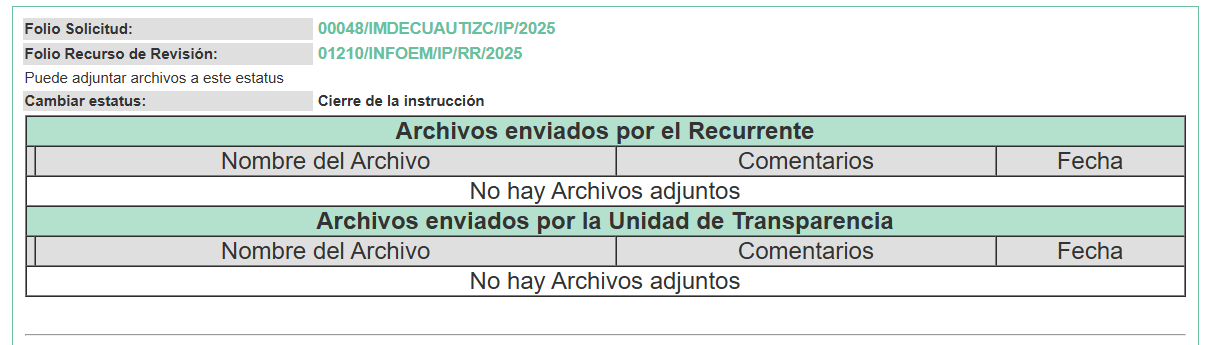 Folio Solicitud: 00048/IMDECUAUTIZC/IP/2025
Folio Recurso de Revisión: 01210/INFOEM/IP/RR/2025
Puede adjuntar archivos a este estatus
Cambiar estatus: Cierre de la instrucción
Archivos enviados por el Recurrente
Nombre del Archivo Comentarios Fecha
No hay Archivos adjuntos
Archivos enviados por la Unidad de Transparencia
Nombre del Archivo Comentarios Fecha
No hay Archivos adjuntos